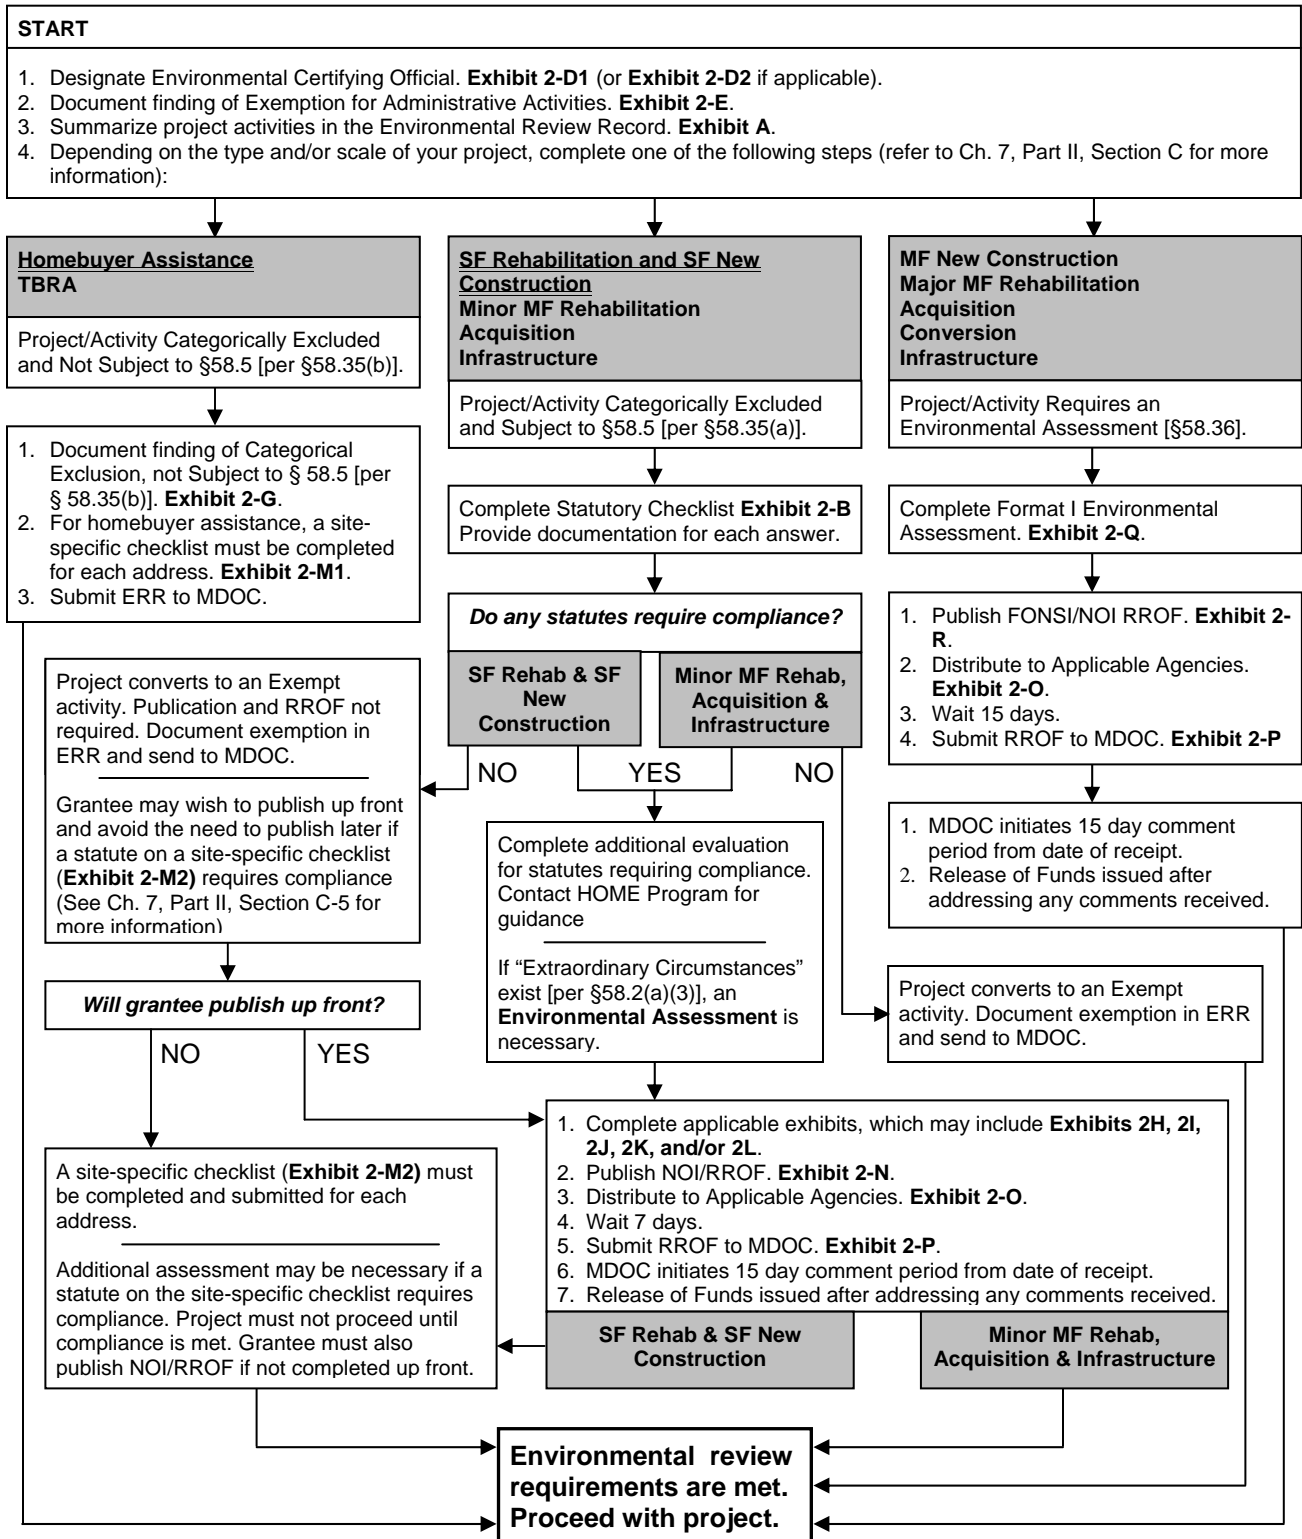 START
1. Designate Environmental Certifying Official. Exhibit 2-D1 (or Exhibit 2-D2 if applicable).
2. Document finding of Exemption for Administrative Activities. Exhibit 2-E.
3. Summarize project activities in the Environmental Review Record. Exhibit A.
4. Depending on the type and/or scale of your project, complete one of the following steps (refer to Ch. 7, Part II, Section C for more
information):
Homebuyer Assistance
TBRA
Project/Activity Categorically Excluded
and Not Subject to §58.5 [per §58.35(b)].
1. Document finding of Categorical
Exclusion, not Subject to § 58.5 [per
§ 58.35(b)]. Exhibit 2-G.
2. For homebuyer assistance, a site-
specific checklist must be completed
for each address. Exhibit 2-M1.
3. Submit ERR to MDOC.
SF Rehabilitation and SF New
Construction
Minor MF Rehabilitation
Acquisition
Infrastructure
Project/Activity Categorically Excluded
and Subject to §58.5 [per §58.35(a)].
Complete Statutory Checklist Exhibit 2-B
Provide documentation for each answer.
Do any statutes require compliance?
SF Rehab & SF
New
Construction
Minor MF Rehab,
Acquisition &
Infrastructure
NO
YES
NO
MF New Construction
Major MF Rehabilitation
Acquisition
Conversion
Infrastructure
Project/Activity Requires an
Environmental Assessment [§58.36].
Complete Format I Environmental
Assessment. Exhibit 2-Q.
1. Publish FONSI/NOI RROF. Exhibit 2-
R.
2. Distribute to Applicable Agencies.
Exhibit 2-O.
3. Wait 15 days.
4. Submit RROF to MDOC. Exhibit 2-P
1. MDOC initiates 15 day comment
period from date of receipt.
2. Release of Funds issued after
addressing any comments received.
Project converts to an Exempt
activity. Publication and RROF not
required. Document exemption in
ERR and send to MDOC.
Grantee may wish to publish up front
and avoid the need to publish later if
a statute on a site-specific checklist
(Exhibit 2-M2) requires compliance
(See Ch. 7, Part II, Section C-5 for
more information)
Will grantee publish up front?
NO
YES
Complete additional evaluation
for statutes requiring compliance.
Contact HOME Program for
guidance
If “Extraordinary Circumstances”
exist [per §58.2(a)(3)], an
Environmental Assessment is
necessary.
Project converts to an Exempt
activity. Document exemption in ERR
and send to MDOC.
1. Complete applicable exhibits, which may include Exhibits 2H, 2I,
2J, 2K, and/or 2L.
2. Publish NOI/RROF. Exhibit 2-N.
3. Distribute to Applicable Agencies. Exhibit 2-O.
4. Wait 7 days.
5. Submit RROF to MDOC. Exhibit 2-P.
6. MDOC initiates 15 day comment period from date of receipt.
7. Release of Funds issued after addressing any comments received.
SF Rehab & SF New
Construction
Minor MF Rehab,
Acquisition & Infrastructure
A site-specific checklist (Exhibit 2-M2) must
be completed and submitted for each
address.
Additional assessment may be necessary if a
statute on the site-specific checklist requires
compliance. Project must not proceed until
compliance is met. Grantee must also
publish NOI/RROF if not completed up front.
Environmental review
requirements are met.
Proceed with project.